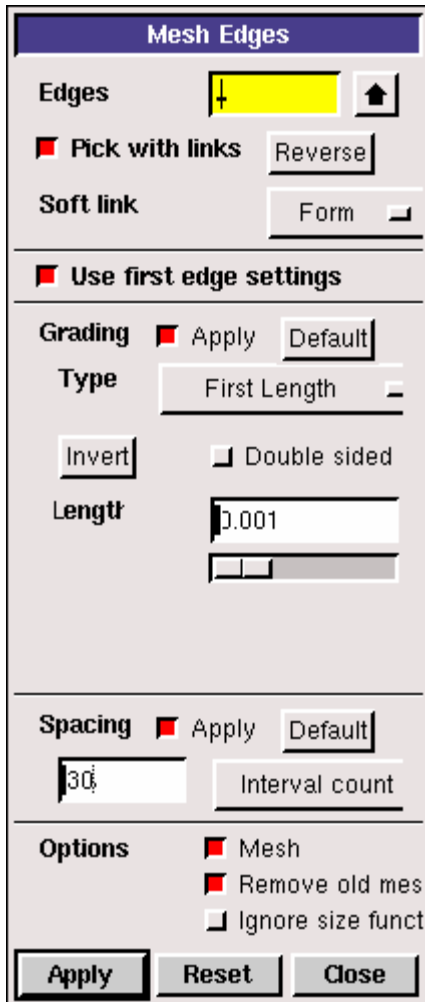 Mesh Edges
Edges
Pick with links Reverse
Soft link Form
Use first edge settings
Grading Apply Default
Type First Length
Invert Double sided
Length 0.001
Spacing Apply Default
30 Interval count
Options Mesh
Remove old mes
Ignore size funct
Apply Reset Close